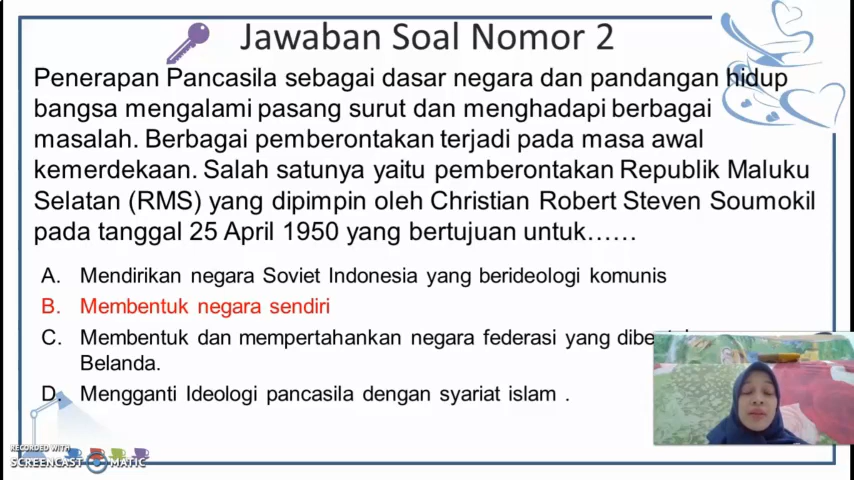 Jawaban Soal Nomor 2
Penerapan Pancasila sebagai dasar negara dan pandangan hidup
bangsa mengalami pasang surut dan menghadapi berbagai
masalah. Berbagai pemberontakan terjadi pada masa awal
kemerdekaan. Salah satunya yaitu pemberontakan Republik Maluku
Selatan (RMS) yang dipimpin oleh Christian Robert Steven Soumokil
pada tanggal 25 April 1950 yang bertujuan untuk……
A. Mendirikan negara Soviet Indonesia yang berideologi komunis
B. Membentuk negara sendiri
C. Membentuk dan mempertahankan negara federasi yang
Belanda.
D. Mengganti Ideologi pancasila dengan syariat islam .
RECORDED WITH
SCREENCAST MATIC